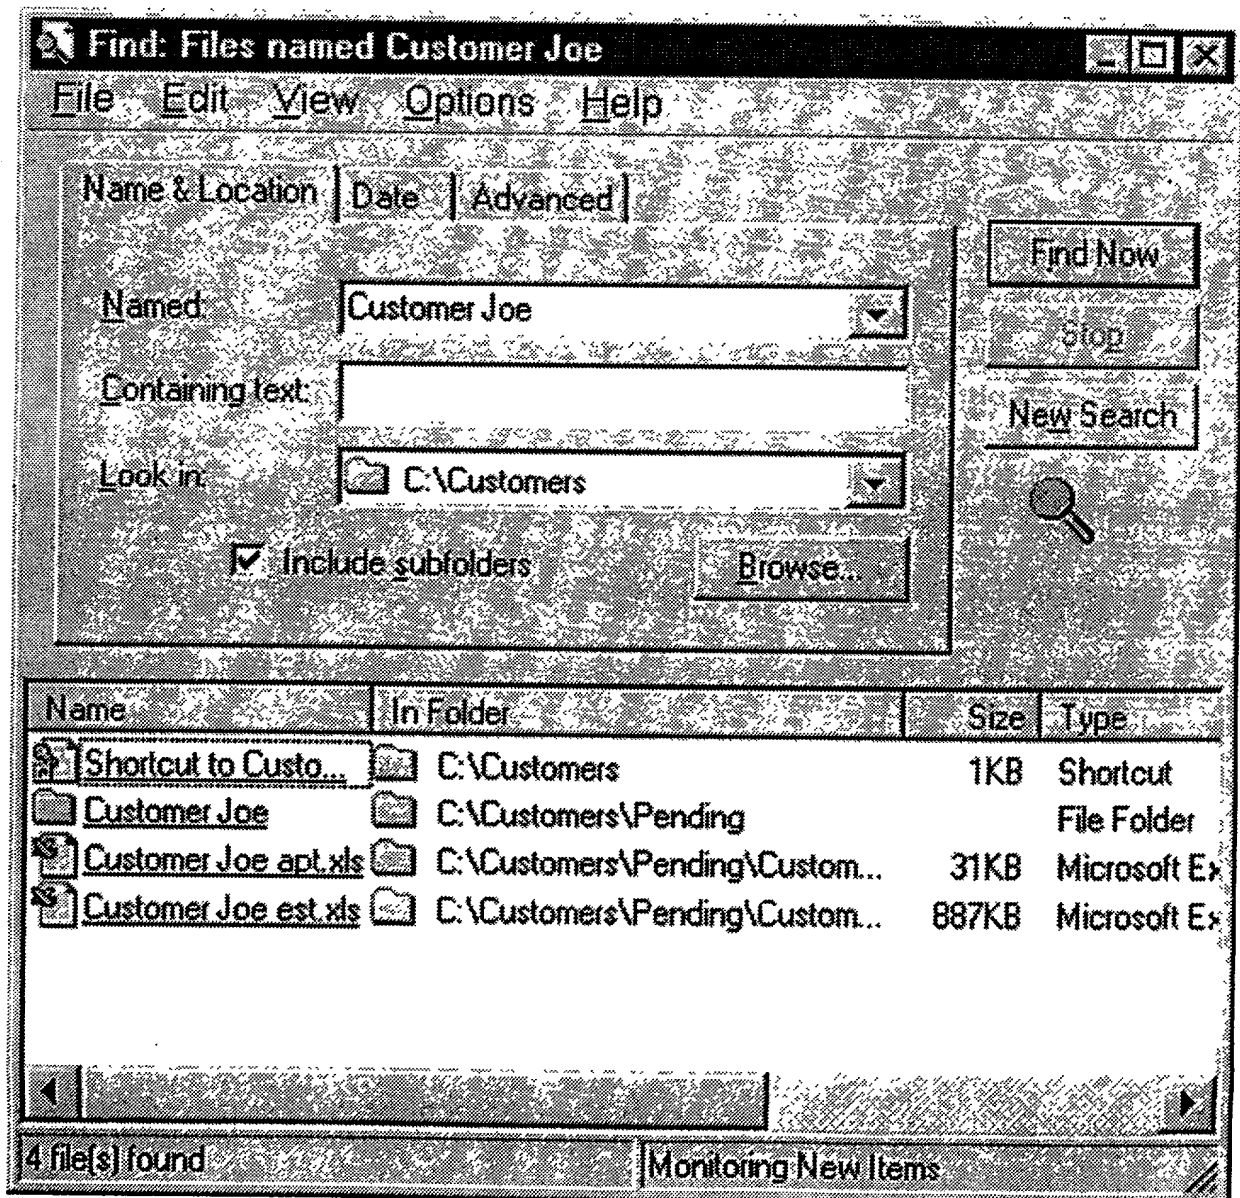 Find: Files named Customer Joe
File Edit View Options Help
Name & Location Date Advanced
Find Now
Named: Customer Joe
Stop
Containing text:
New Search
Look in: C:\Customers
Include subfolders Browse...
Name In Folder Size Type
Shortcut to Custo... C:\Customers 1KB Shortcut
Customer Joe C:\Customers\Pending File Folder
Customer Joe apt.xls C:\Customers\Pending\Custom... 31KB Microsoft Ex
Customer Joe est.xls C:\Customers\Pending\Custom... 887KB Microsoft Ex
4 file(s) found Monitoring New Items